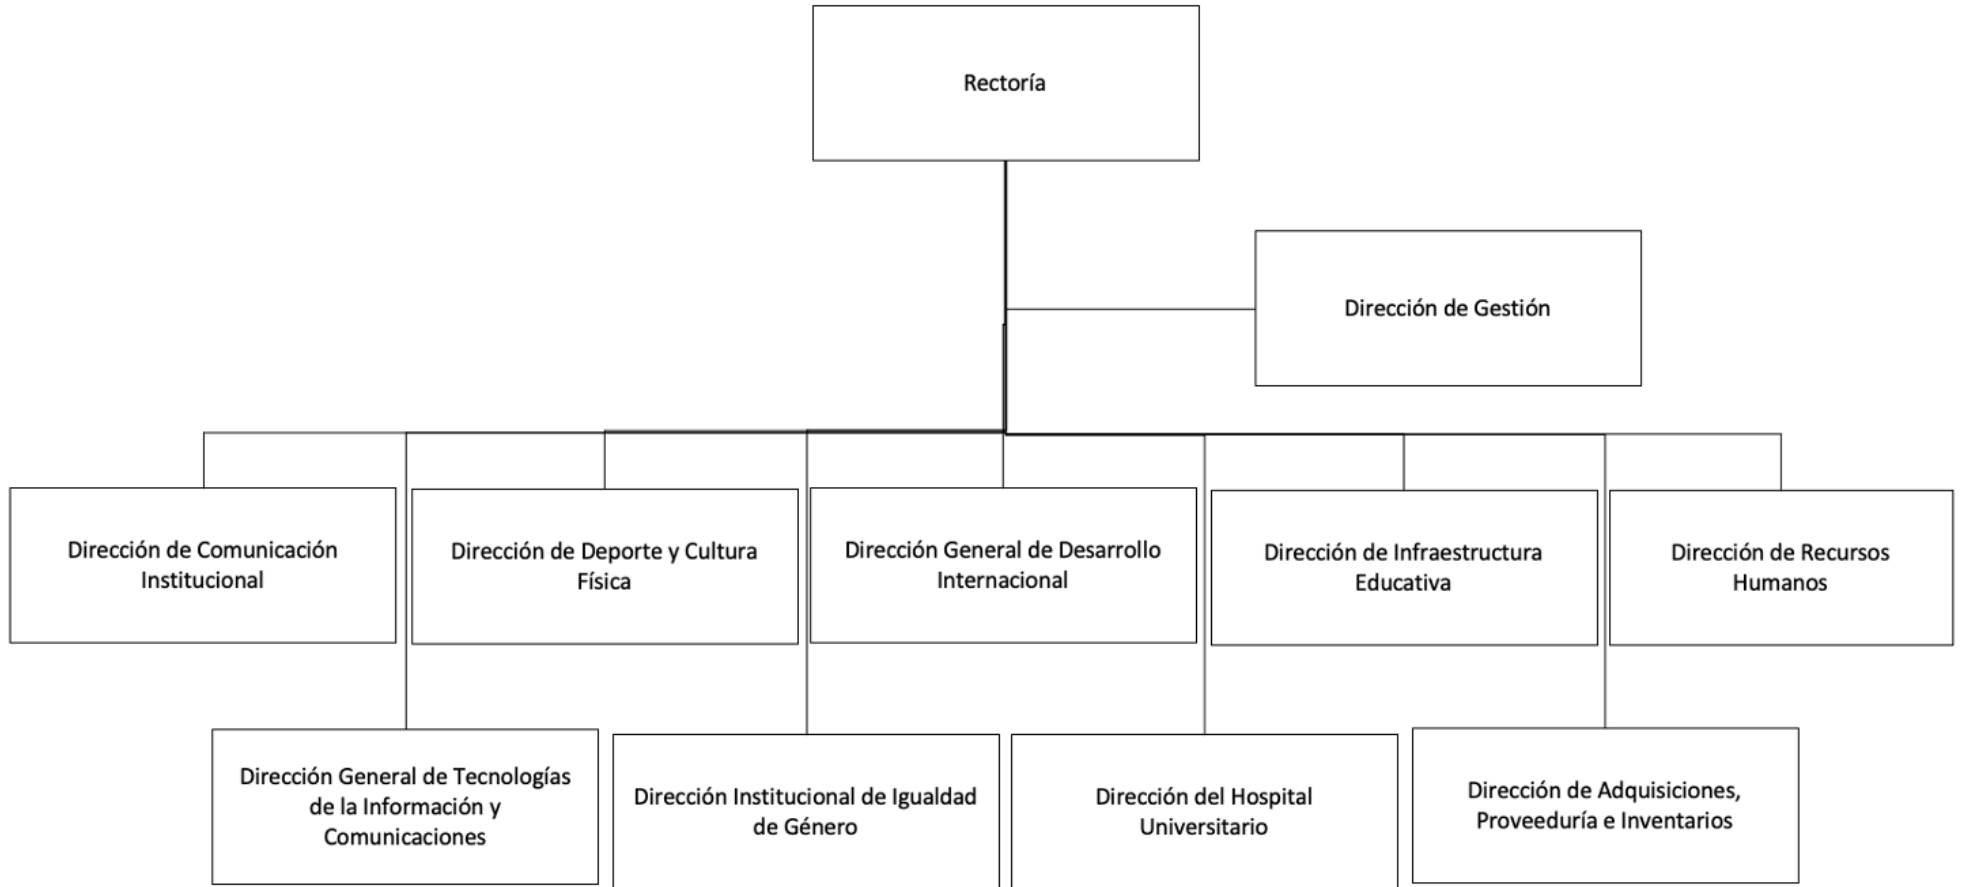 Rectoría
Dirección de Gestión
Dirección de Comunicación
Institucional
Dirección de Deporte y Cultura
Física
Dirección General de Desarrollo
Internacional
Dirección de Infraestructura
Educativa
Dirección de Recursos
Humanos
Dirección General de Tecnologías
de la Información y
Comunicaciones
Dirección Institucional de Igualdad
de Género
Dirección del Hospital
Universitario
Dirección de Adquisiciones,
Proveeduría e Inventarios